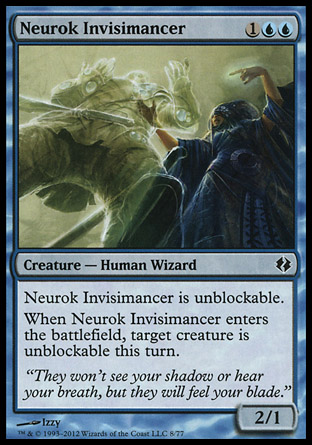 Neurok Invisimancer 1
Creature — Human Wizard
Neurok Invisimancer is unblockable.
When Neurok Invisimancer enters
the battlefield, target creature is
unblockable this turn.
“They won’t see your shadow or hear
your breath, but they will feel your blade.”
Izzy
™ & © 1993–2012 Wizards of the Coast LLC 8/77
2/1